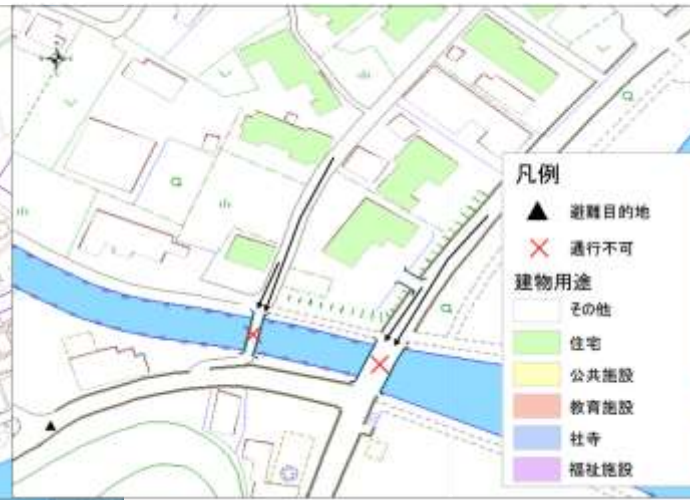 凡例
避難目的地
通行不可
建物用途
その他
住宅
公共施設
教育施設
社寺
福祉施設